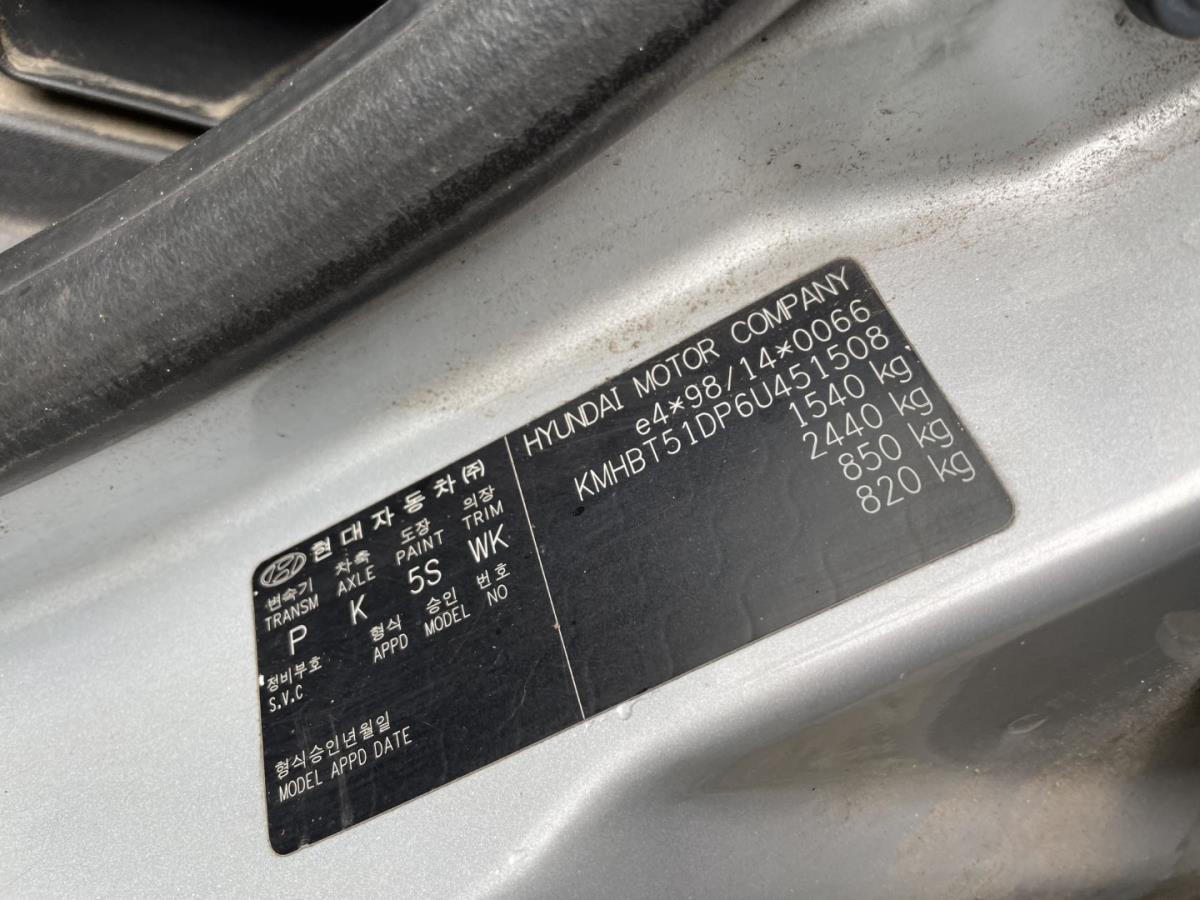 현대자동차(주)
변속기 차축 도장 의장
TRANSM AXLE PAINT TRIM
P K 5S WK
정비부호 형식 승인 번호
S.V.C APPD MODEL NO
형식승인년월일
MODEL APPD DATE
HYUNDAI MOTOR COMPANY
e4*98/14*0066
KMHBT51DP6U451508
1540 kg
2440 kg
850 kg
820 kg